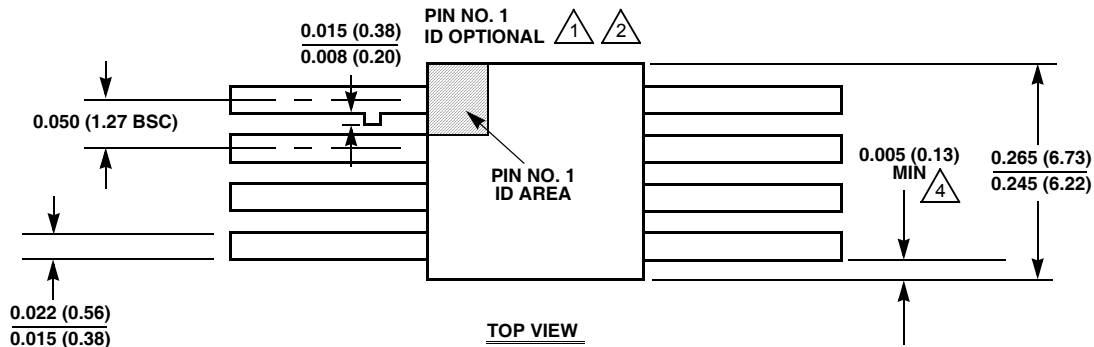 PIN NO. 1
ID OPTIONAL 1 2
0.015 (0.38)
0.008 (0.20)
0.050 (1.27 BSC)
PIN NO. 1
ID AREA
0.005 (0.13)
MIN 4
0.265 (6.73)
0.245 (6.22)
0.022 (0.56)
0.015 (0.38)
TOP VIEW